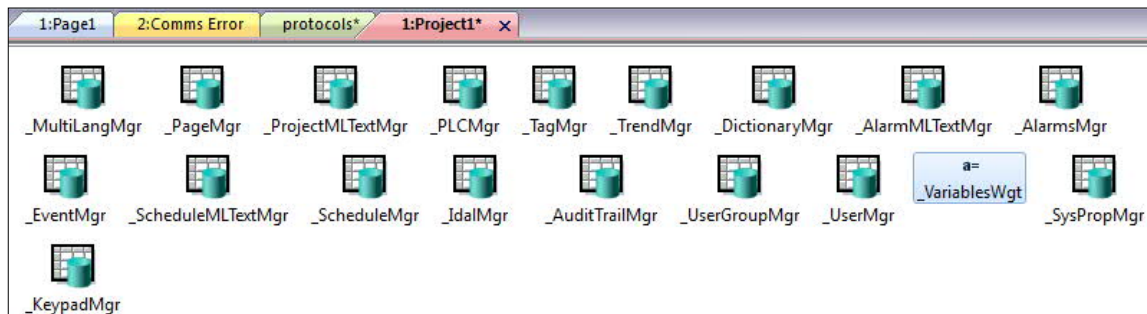 1:Page1 2:Comms Error protocols* 1:Project1* X
_MultiLangMgr _PageMgr _ProjectMLTextMgr _PLCMgr _TagMgr _TrendMgr _DictionaryMgr _AlarmMLTextMgr _AlarmsMgr
a=
_EventMgr _ScheduleMLTextMgr _ScheduleMgr _IdalMgr _AuditTrailMgr _UserGroupMgr _UserMgr _VariablesWgt _SysPropMgr
_KeypadMgr